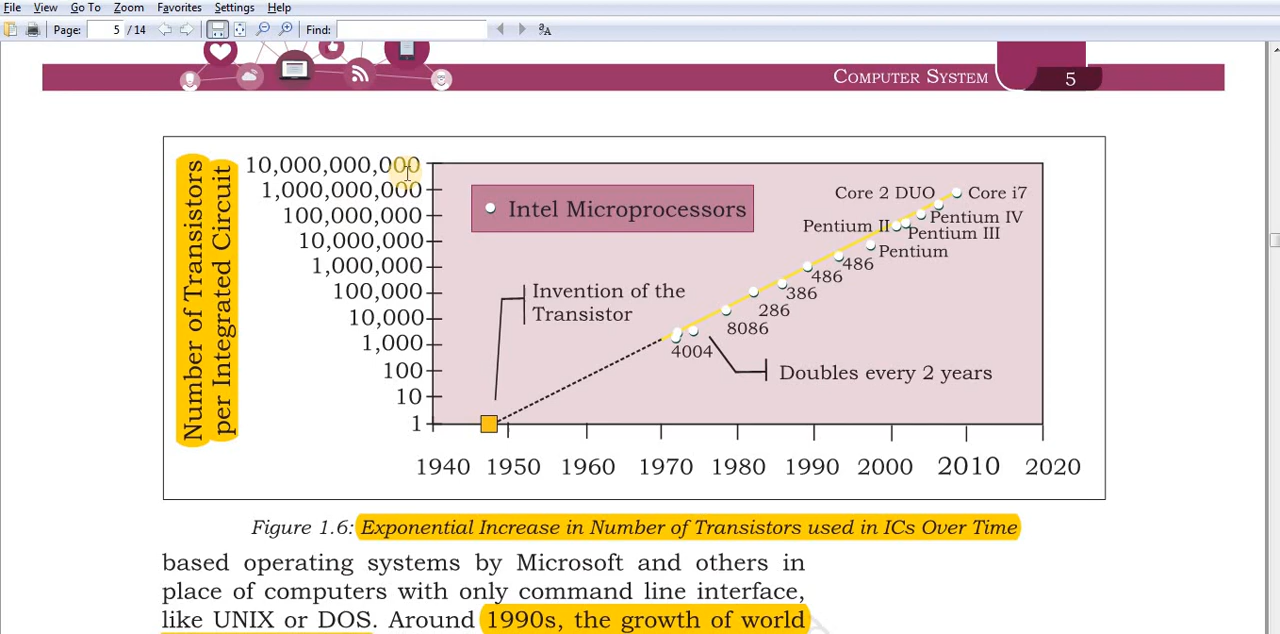 File View Go To Zoom Favorites Settings Help
Page: 5 / 14 Find:
COMPUTER SYSTEM 5
Number of Transistors
per Integrated Circuit
10,000,000,000
1,000,000,000
100,000,000
10,000,000
1,000,000
100,000
10,000
1,000
100
10
1
Intel Microprocessors
Invention of the
Transistor
Core 2 DUO Core i7
Pentium IV
Pentium II
Pentium III
Pentium
486
486
386
286
8086
4004
Doubles every 2 years
1940 1950 1960 1970 1980 1990 2000 2010 2020
Figure 1.6: Exponential Increase in Number of Transistors used in ICs Over Time
based operating systems by Microsoft and others in
place of computers with only command line interface,
like UNIX or DOS. Around 1990s, the growth of world